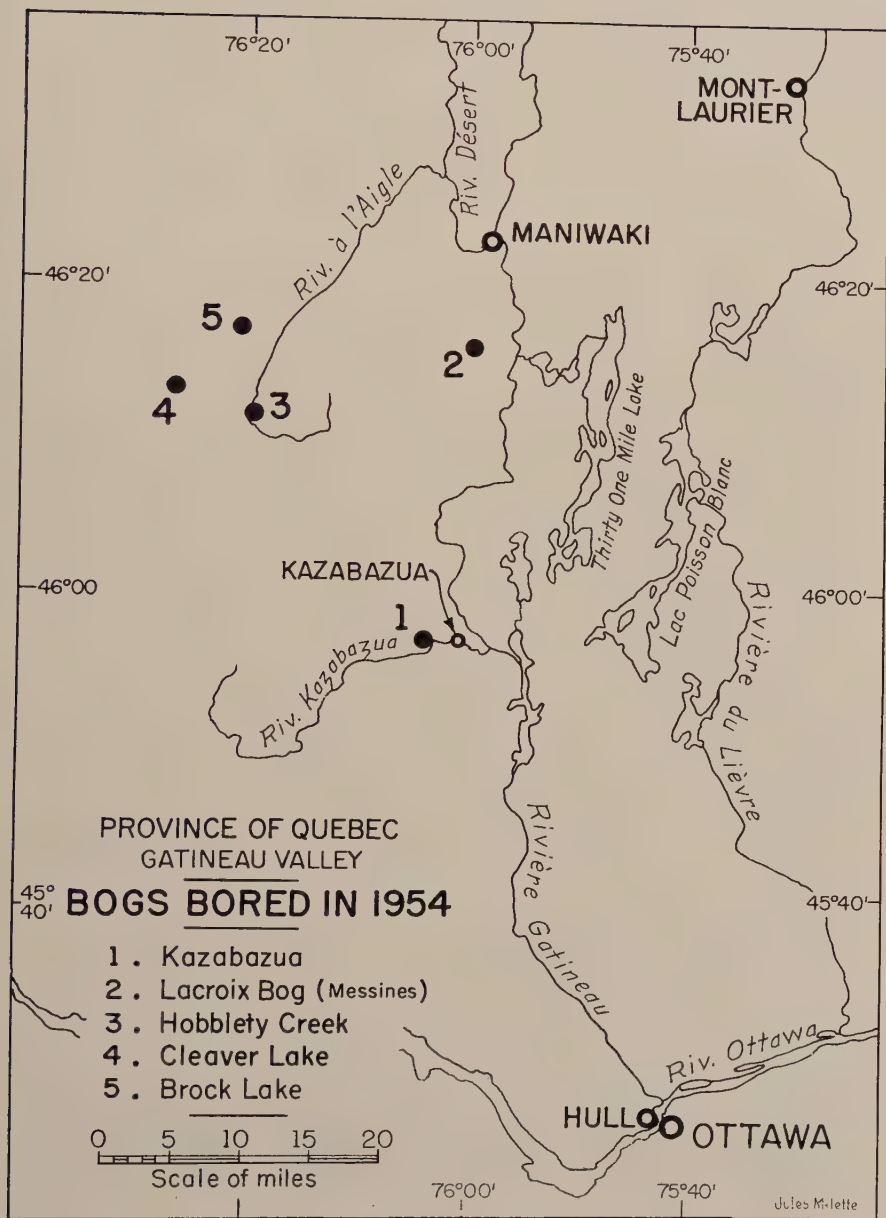 76°20'
76°00'
75°40'
MONT-
LAURIER
Riv. Désert
Riv. à l'Aigle
MANIWAKI
46°20'
46°20'
5
2
4
3
Thirty One Mile Lake
Lac Poisson Blanc
46°00
46°00'
KAZABAZUA
1
Riv. Kazabazua
Rivière du Lièvre
Rivière Gatineau
PROVINCE OF QUEBEC
GATINEAU VALLEY
45°
40'
BOGS BORED IN 1954
45°40'
1. Kazabazua
2. Lacroix Bog (Messines)
3. Hobblety Creek
4. Cleaver Lake
5. Brock Lake
Riv. Ottawa
HULL
OTTAWA
0 5 10 15 20
Scale of miles
76°00'
75°40'
Jules